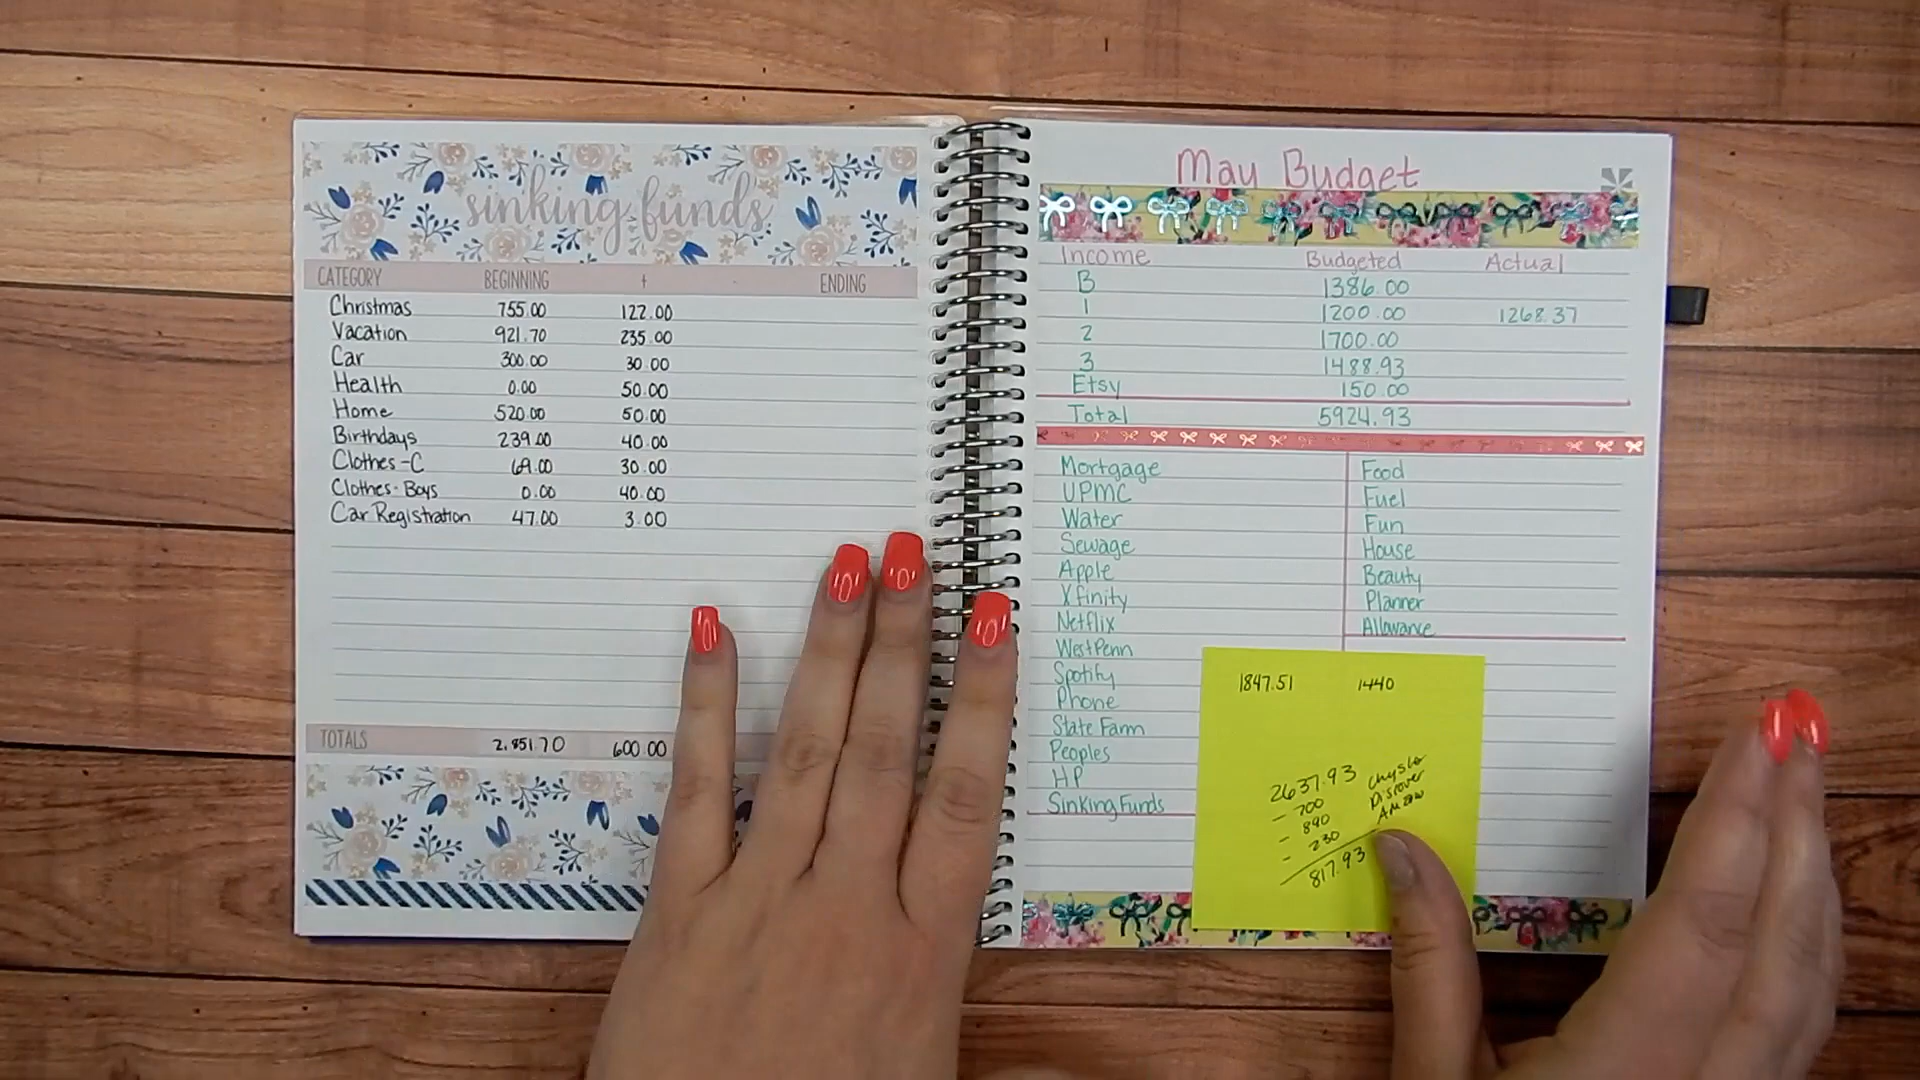 sinking funds
CATEGORY BEGINNING + - ENDING
Christmas 755.00 122.00
Vacation 921.70 235.00
Car 300.00 30.00
Health 0.00 50.00
Home 520.00 50.00
Birthdays 239.00 40.00
Clothes-C 69.00 30.00
Clothes-Boys 0.00 40.00
Car Registration 47.00 3.00
TOTALS 2,851.70 600.00
May Budget
Income Budgeted Actual
B 1386.00
1 1200.00 1268.37
2 1700.00
3 1488.93
Etsy 150.00
Total 5924.93
Mortgage
UPMC
Water
Sewage
Apple
Xfinity
Netflix
WestPenn
Spotify
Phone
State Farm
Peoples
HP
Sinking Funds
Food
Fuel
Fun
House
Beauty
Planner
Allowance
1847.51 1440
2637.93 Chysler
- 700 Discover
- 890
- 230
817.93